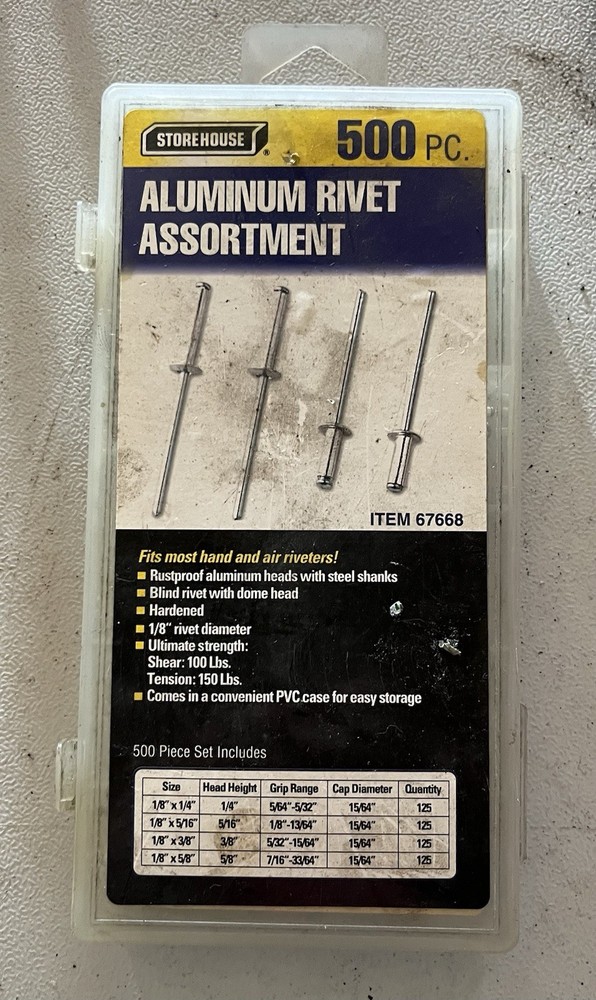 STOREHOUSE ®
500 PC.
ALUMINUM RIVET
ASSORTMENT
ITEM 67668
Fits most hand and air riveters!
Rustproof aluminum heads with steel shanks
Blind rivet with dome head
Hardened
1/8" rivet diameter
Ultimate strength:
Shear: 100 Lbs.
Tension: 150 Lbs.
Comes in a convenient PVC case for easy storage
500 Piece Set Includes
Size Head Height Grip Range Cap Diameter Quantity
1/8" x 1/4" 1/4" 5/64"-5/32" 15/64" 125
1/8" x 5/16" 5/16" 1/8"-13/64" 15/64" 125
1/8" x 3/8" 3/8" 5/32"-15/64" 15/64" 125
1/8" x 5/8" 5/8" 7/16"-33/64" 15/64" 125